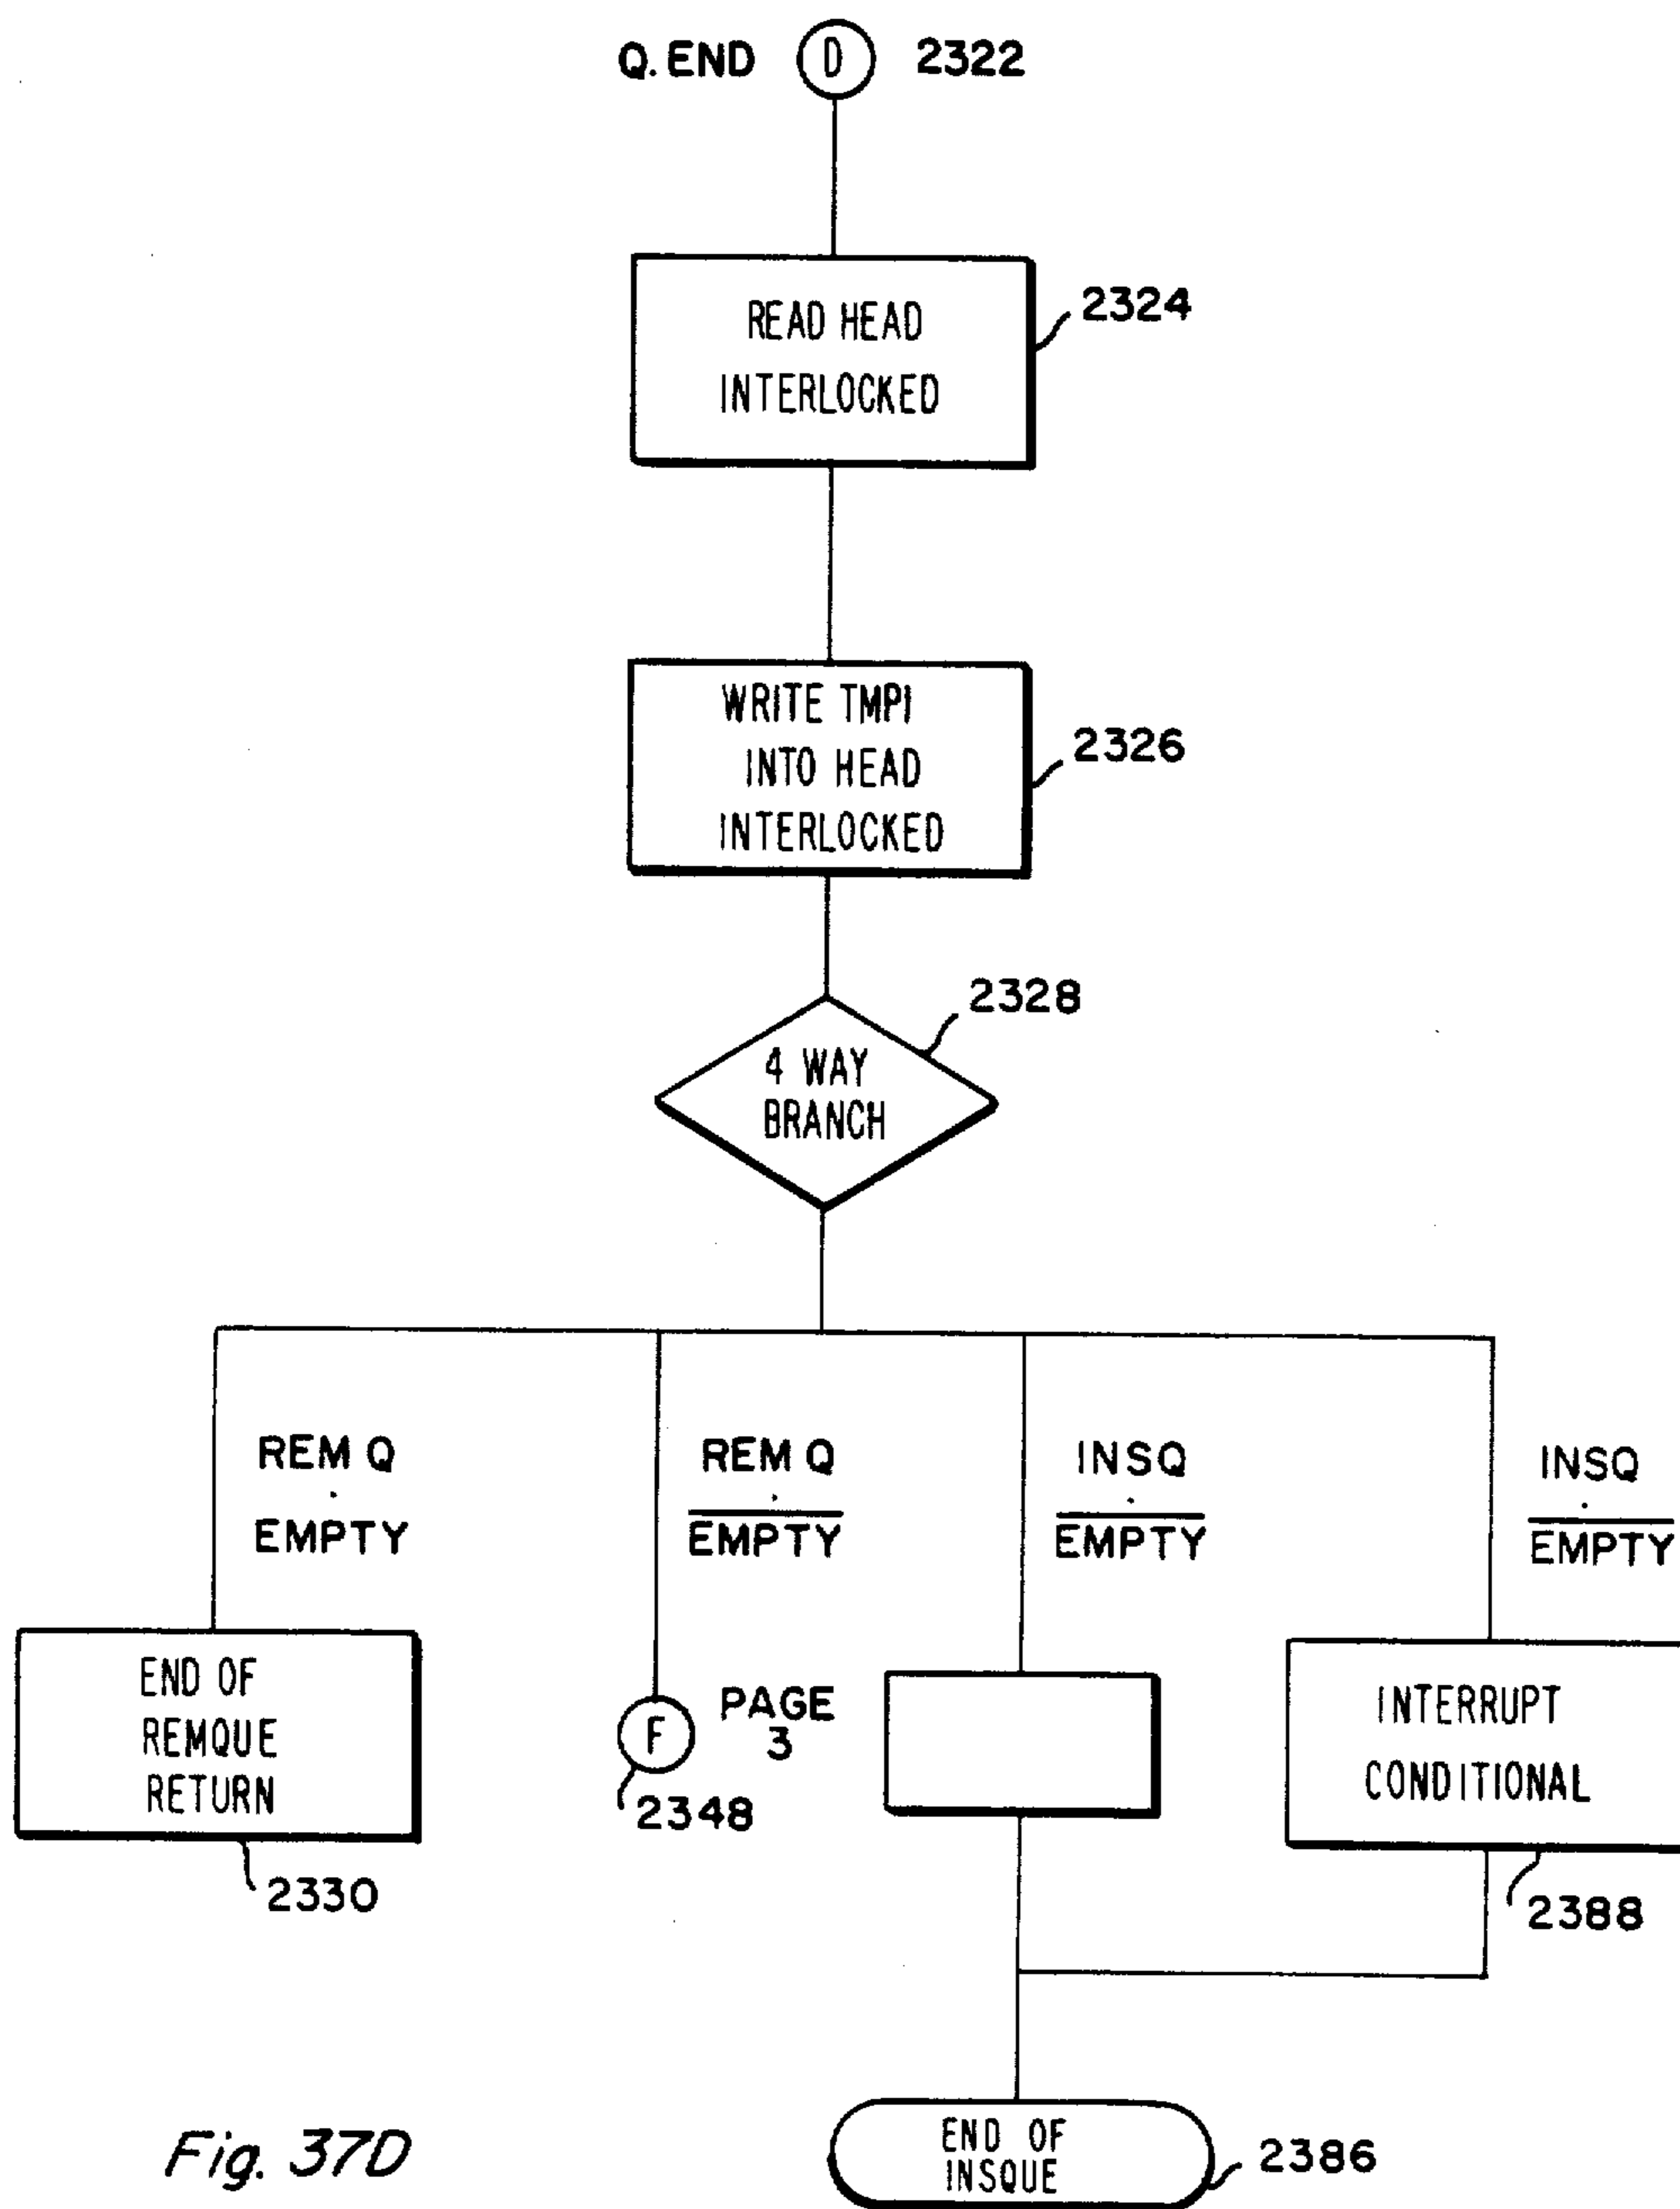 Q. END D 2322
READ HEAD
INTERLOCKED
2324
WRITE TMP1
INTO HEAD
INTERLOCKED
2326
2328
4 WAY
BRANCH
REM Q
·
EMPTY
REM Q
·
EMPTY
INSQ
·
EMPTY
INSQ
·
EMPTY
END OF
REMQUE
RETURN
2330
F
PAGE
3
2348
INTERRUPT
CONDITIONAL
2388
END OF
INSQUE
2386
Fig. 37D